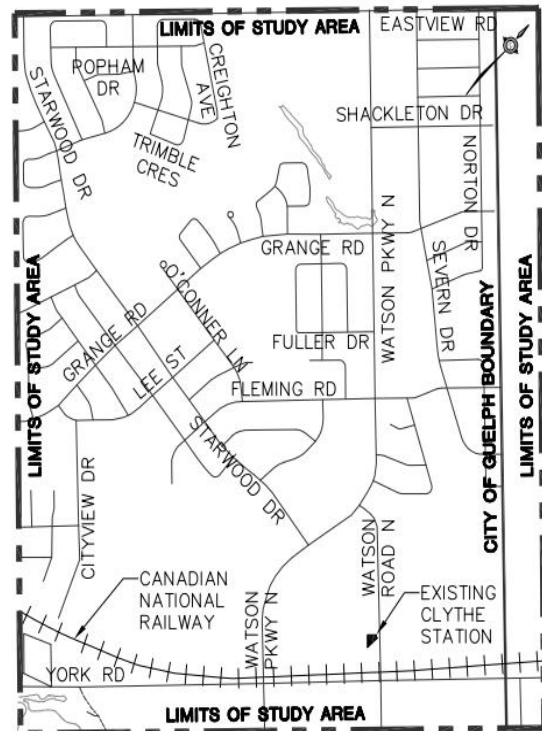 LIMITS OF STUDY AREA
EASTVIEW RD
POPHAM
DR
CREIGHTON
AVE
STARWOOD DR
SHACKLETON DR
TRIMBLE
CRES
NORTON DR
GRANGE RD
WATSON PKWY N
SEVERN DR
O'CONNER LN
GRANGE RD
LIMITS OF STUDY AREA
FULLER DR
LEE ST
FLEMING RD
CITY OF GUELPH BOUNDARY
LIMITS OF STUDY AREA
STARWOOD DR
CITYVIEW DR
WATSON
ROAD N
CANADIAN
NATIONAL
RAILWAY
EXISTING
CLYTHE
STATION
WATSON
PKWY N
YORK RD
LIMITS OF STUDY AREA